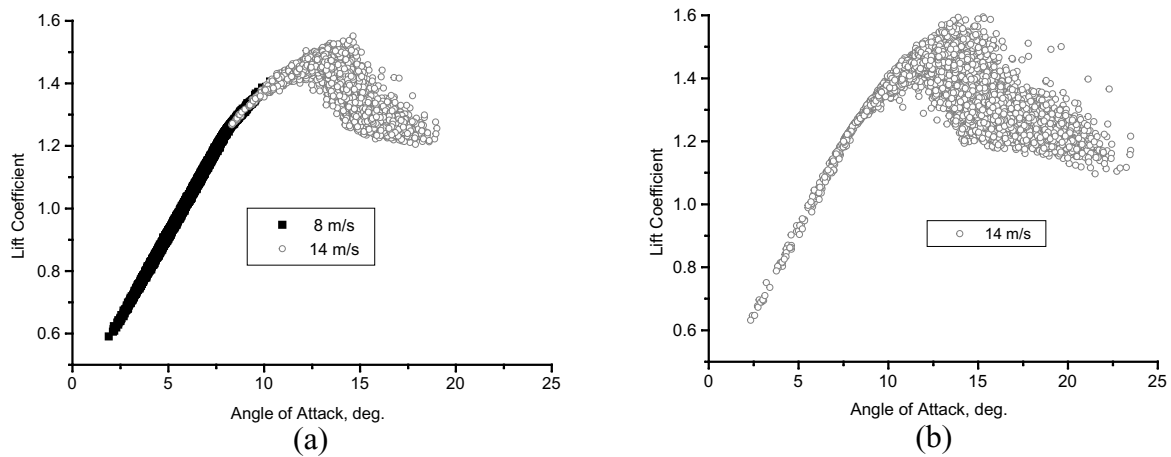 1.6
1.4
1.2
1.0
0.8
0.6
Lift Coefficient
8 m/s
14 m/s
0 5 10 15 20 25
Angle of Attack, deg.
(a)
1.6
1.4
1.2
1.0
0.8
0.6
Lift Coefficient
14 m/s
0 5 10 15 20 25
Angle of Attack, deg.
(b)